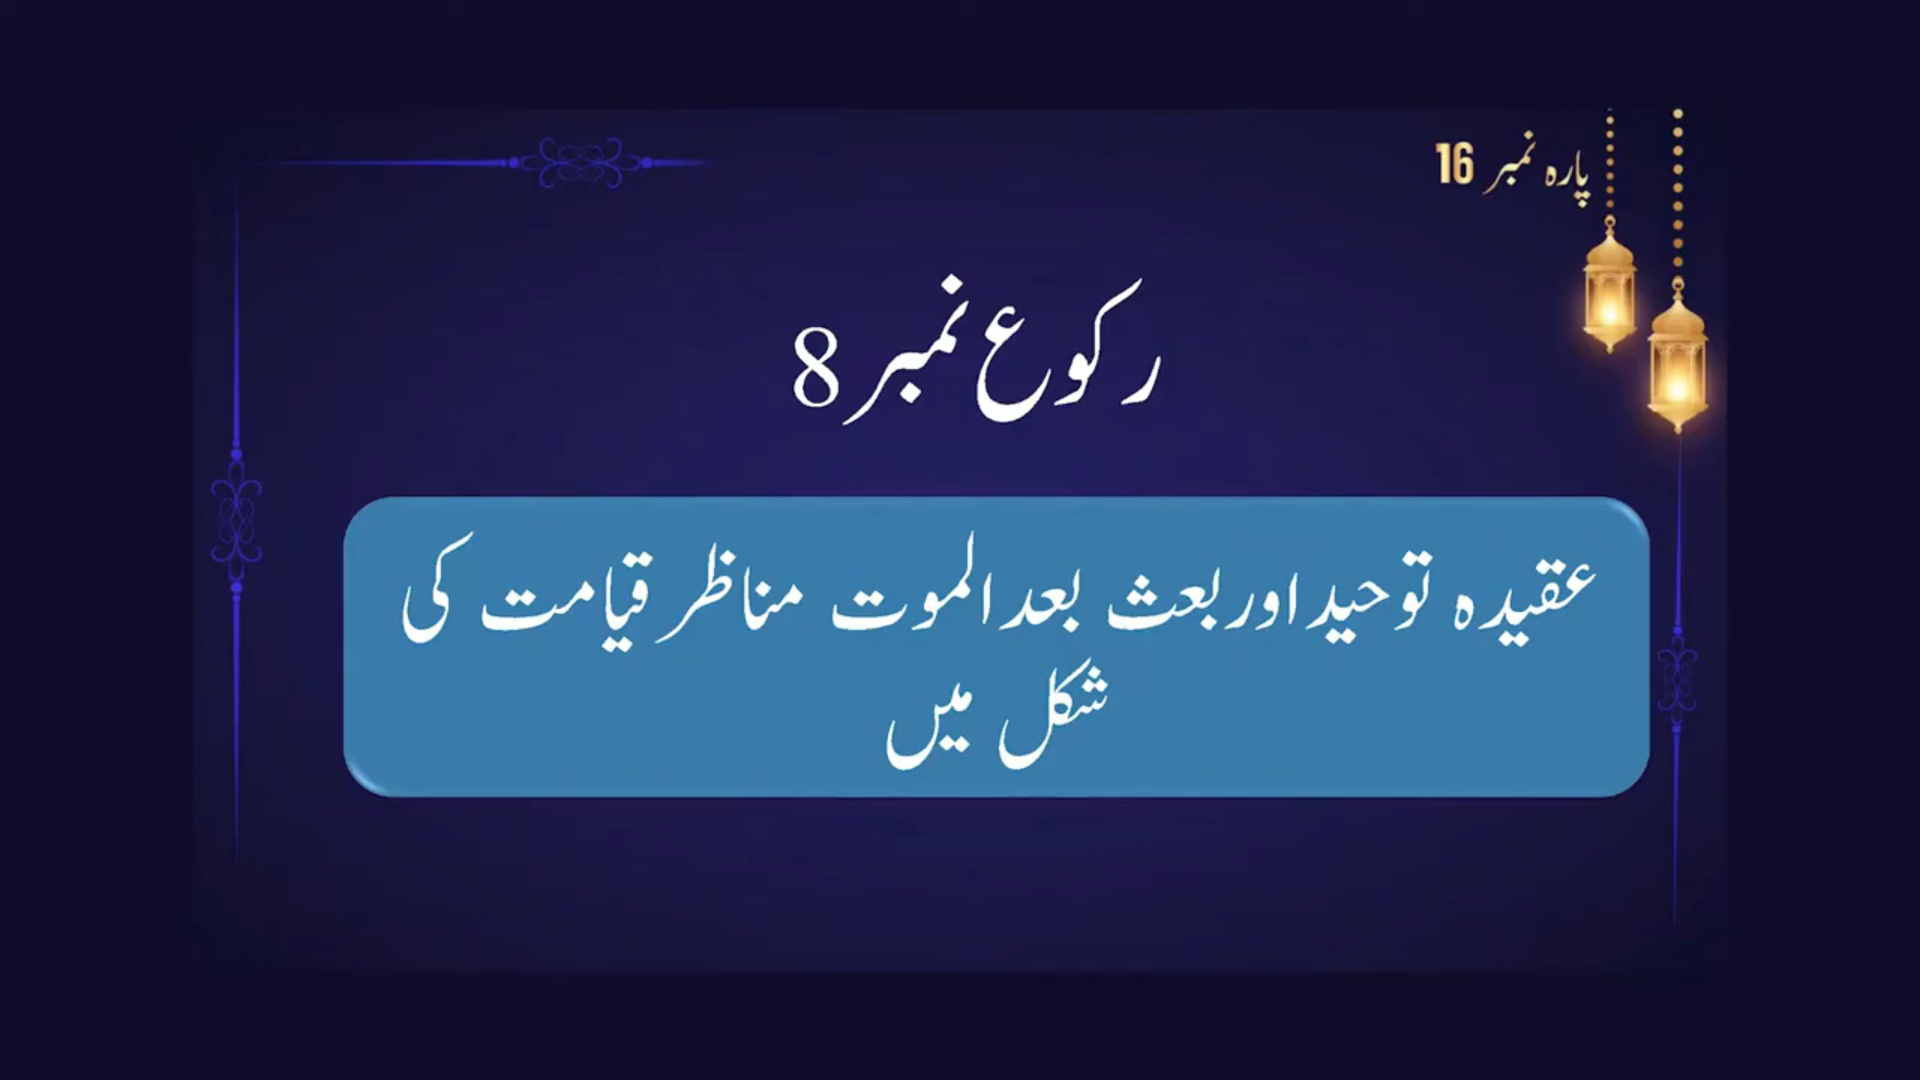 پارہ نمبر 16
رکوع نمبر 8
عقیدہ توحید اور بعث بعد الموت مناظر قیامت کی
شکل میں